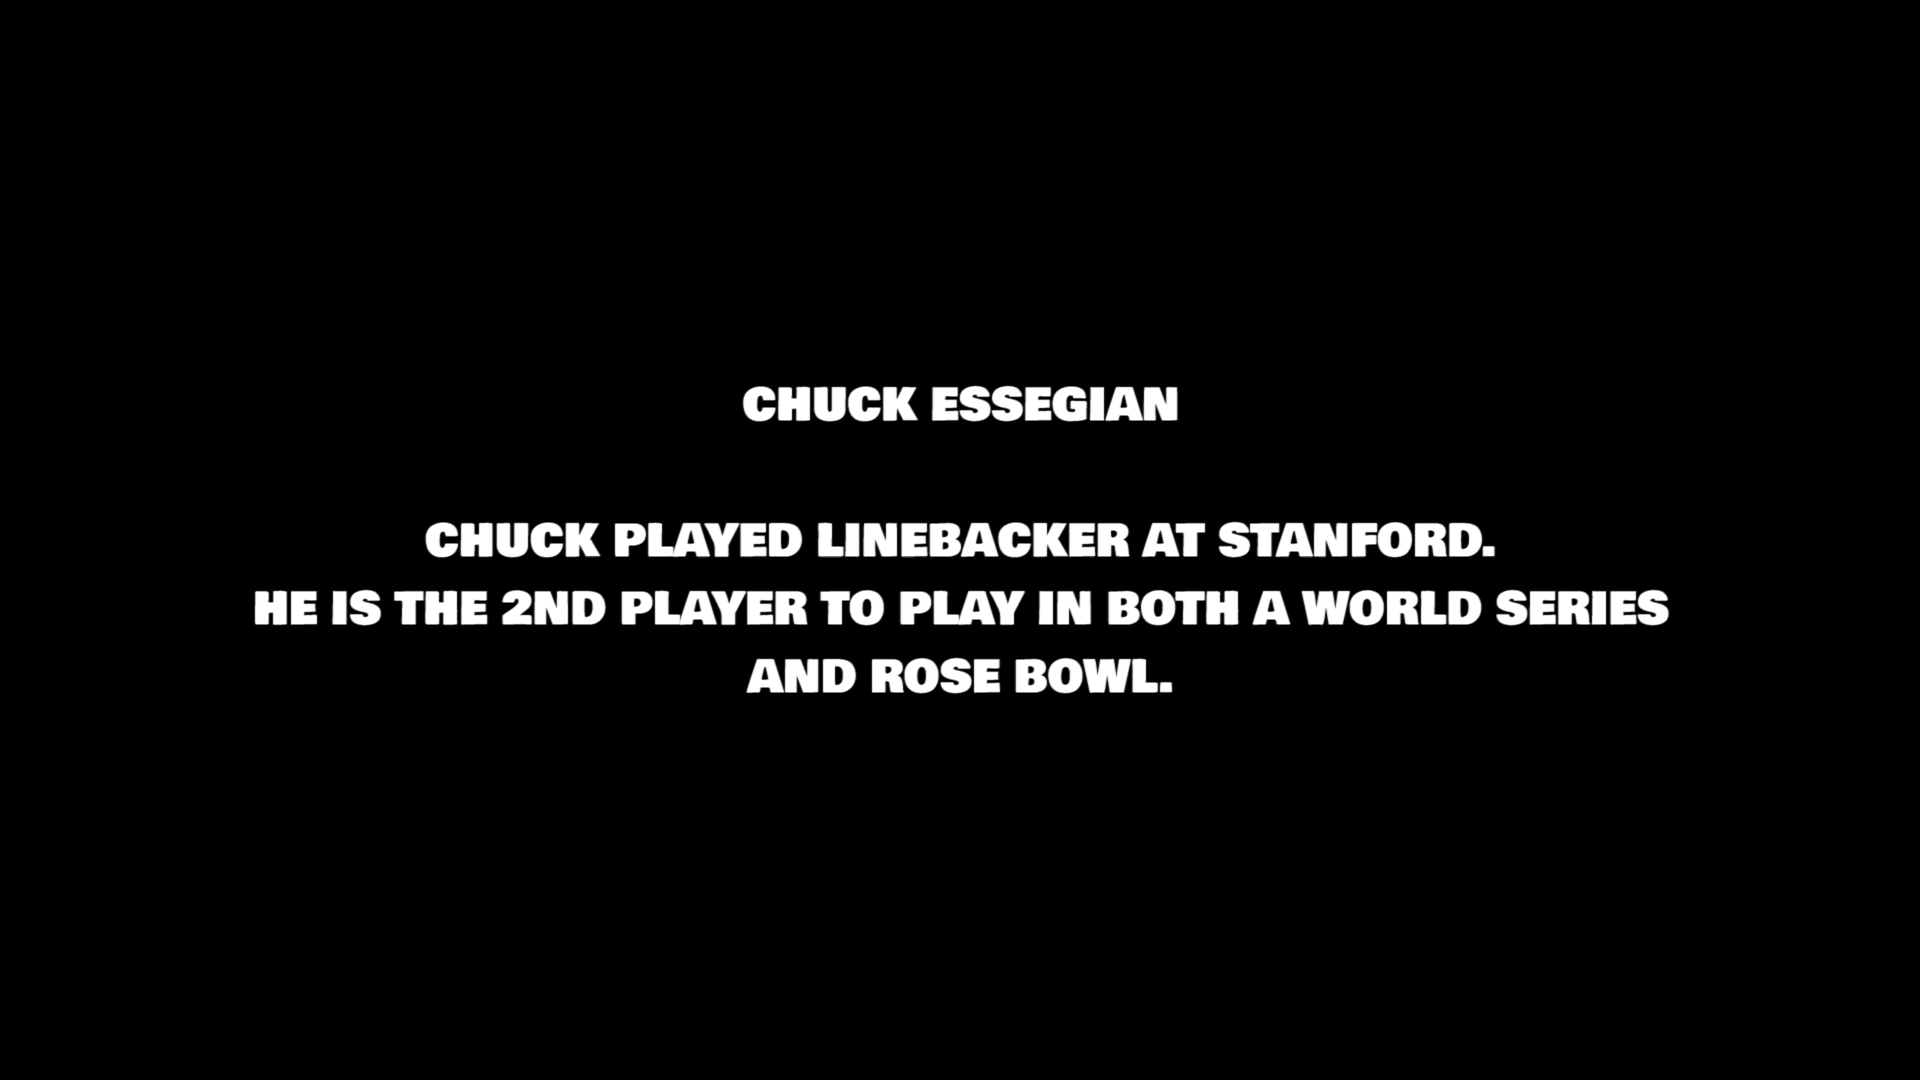 CHUCK ESSEGIAN
CHUCK PLAYED LINEBACKER AT STANFORD.
HE IS THE 2ND PLAYER TO PLAY IN BOTH A WORLD SERIES
AND ROSE BOWL.